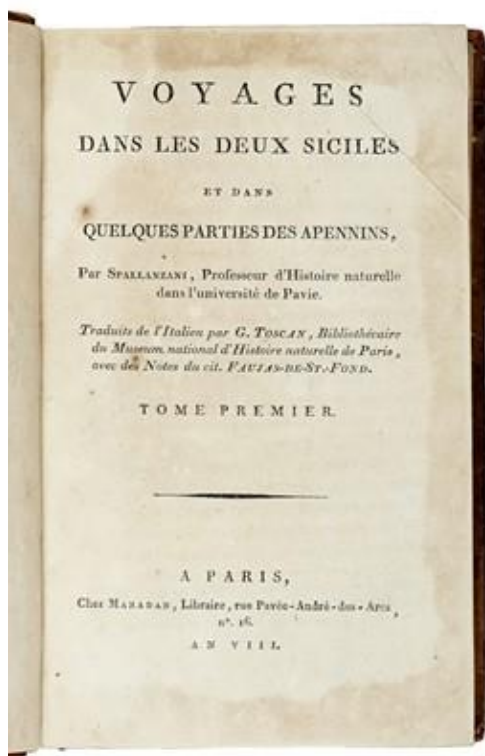 VOYAGES
DANS LES DEUX SICILES
ET DANS
QUELQUES PARTIES DES APENNINS,
Par SPALLANZANI, Professeur d'Histoire naturelle
dans l'université de Pavie.
Traduits de l'Italien par G. TOSCAN, Bibliothécaire
du Museum national d'Histoire naturelle de Paris,
avec des Notes du cit. FAUJAS-DE-ST.-FOND.
TOME PREMIER.
A PARIS,
Chez MARADAN, Libraire, rue Pavée-André-des-Arcs,
n°. 16.
AN VIII.